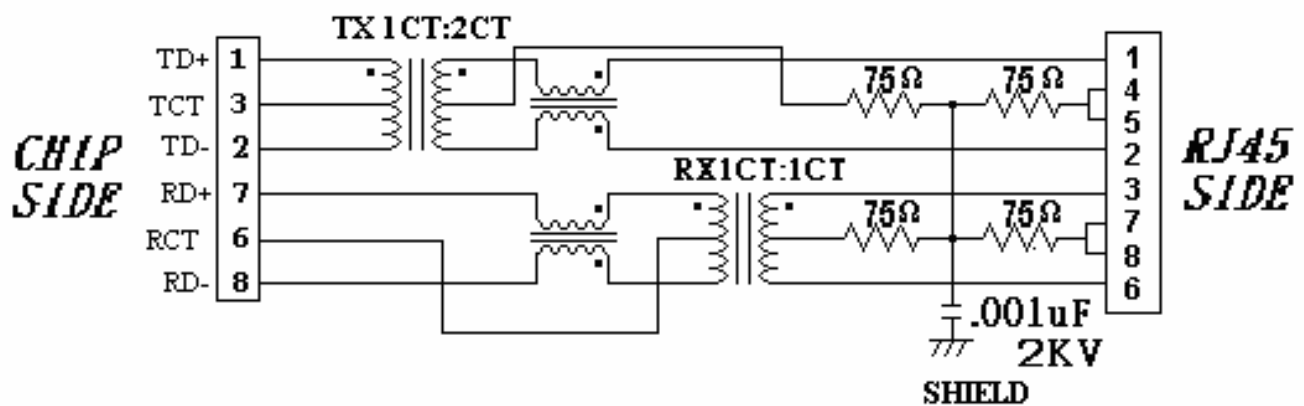 TX 1CT:2CT
TD+ 1
TCT 3
TD- 2
RD+ 7
RCT 6
RD- 8
CHIP
SIDE
75Ω 75Ω
RX1CT:1CT
75Ω 75Ω
1
4
5
2
3
7
8
6
RJ45
SIDE
.001uF
2KV
SHIELD